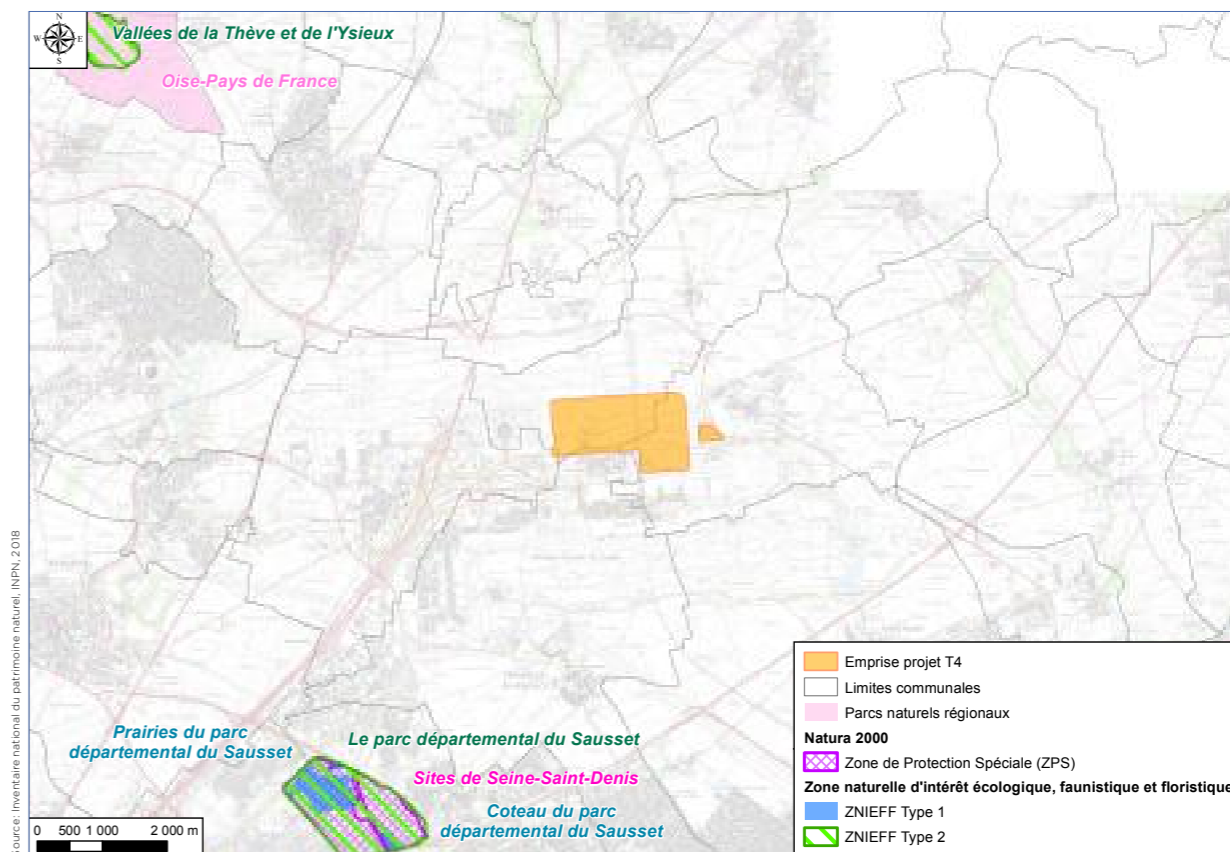 N
W E
S
Vallées de la Thève et de l'Ysieux
Oise-Pays de France
Prairies du parc
départemental du Sausset
Le parc départemental du Sausset
Sites de Seine-Saint-Denis
Coteau du parc
départemental du Sausset
Source: Inventaire national du patrimoine naturel, INPN, 2018
0 500 1 000 2 000 m
Emprise projet T4
Limites communales
Parcs naturels régionaux
Natura 2000
Zone de Protection Spéciale (ZPS)
Zone naturelle d'intérêt écologique, faunistique et floristique
ZNIEFF Type 1
ZNIEFF Type 2